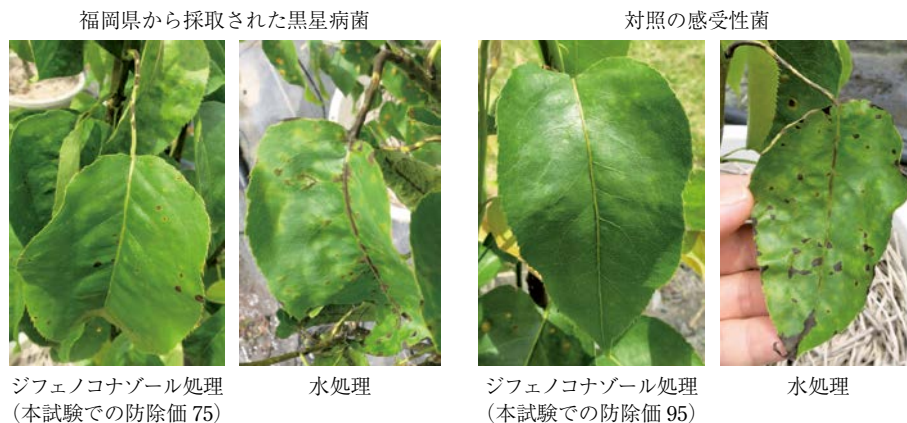 福岡県から採取された黒星病菌
対照の感受性菌
ジフェノコナゾール処理
(本試験での防除価 75)
水処理
ジフェノコナゾール処理
(本試験での防除価 95)
水処理